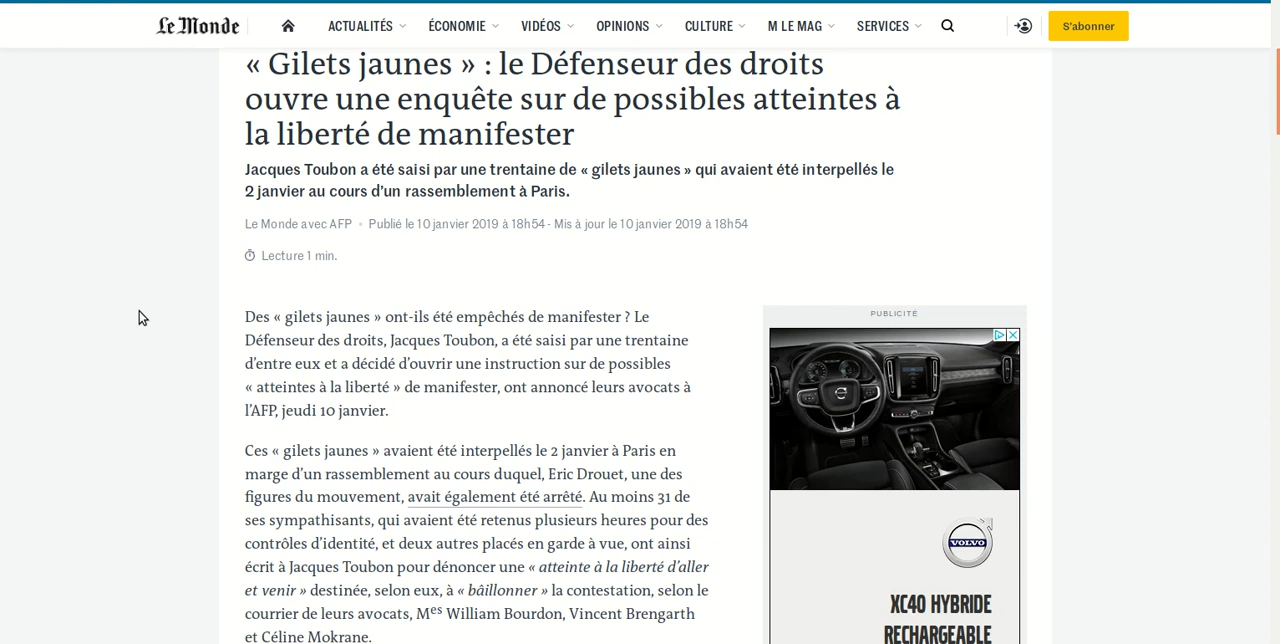 Le Monde
ACTUALITÉS
ÉCONOMIE
VIDÉOS
OPINIONS
CULTURE
M LE MAG
SERVICES
S'abonner
« Gilets jaunes » : le Défenseur des droits
ouvre une enquête sur de possibles atteintes à
la liberté de manifester
Jacques Toubon a été saisi par une trentaine de « gilets jaunes » qui avaient été interpellés le
2 janvier au cours d'un rassemblement à Paris.
Le Monde avec AFP • Publié le 10 janvier 2019 à 18h54 - Mis à jour le 10 janvier 2019 à 18h54
Lecture 1 min.
Des « gilets jaunes » ont-ils été empêchés de manifester ? Le
Défenseur des droits, Jacques Toubon, a été saisi par une trentaine
d'entre eux et a décidé d'ouvrir une instruction sur de possibles
« atteintes à la liberté » de manifester, ont annoncé leurs avocats à
l'AFP, jeudi 10 janvier.
Ces « gilets jaunes » avaient été interpellés le 2 janvier à Paris en
marge d'un rassemblement au cours duquel, Eric Drouet, une des
figures du mouvement, avait également été arrêté. Au moins 31 de
ses sympathisants, qui avaient été retenus plusieurs heures pour des
contrôles d'identité, et deux autres placés en garde à vue, ont ainsi
écrit à Jacques Toubon pour dénoncer une « atteinte à la liberté d'aller
et venir » destinée, selon eux, à « bâillonner » la contestation, selon le
courrier de leurs avocats, Mes William Bourdon, Vincent Brengarth
et Céline Mokrane.
PUBLICITÉ
VOLVO
XC40 HYBRIDE
RECHARGEABLE